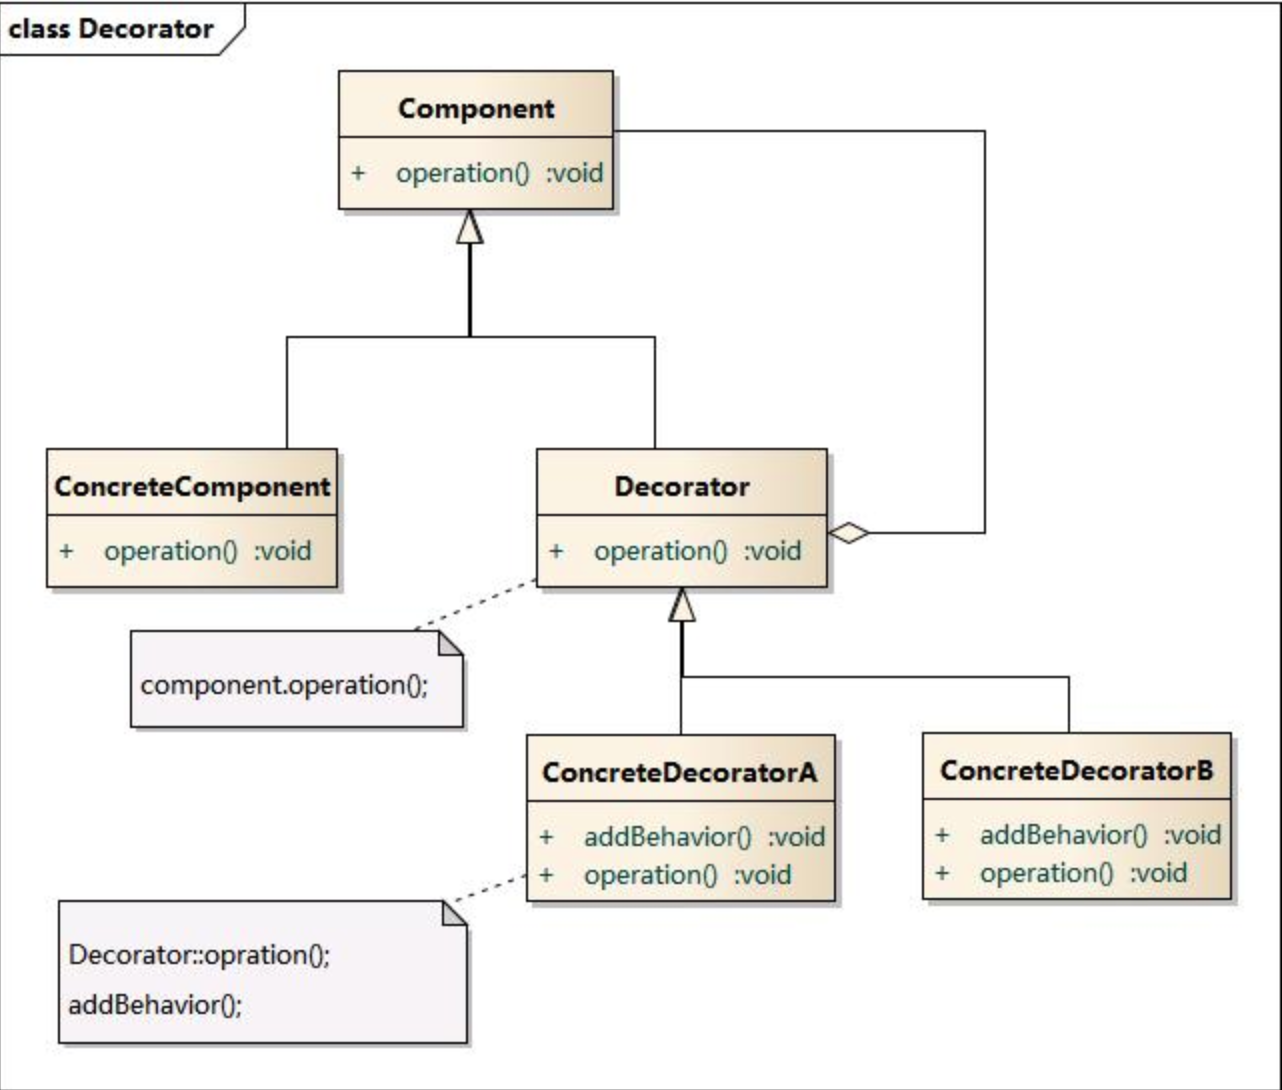 class Decorator
Component
+ operation() :void
ConcreteComponent
+ operation() :void
Decorator
+ operation() :void
component.operation();
ConcreteDecoratorA
+ addBehavior() :void
+ operation() :void
ConcreteDecoratorB
+ addBehavior() :void
+ operation() :void
Decorator::opration();
addBehavior();